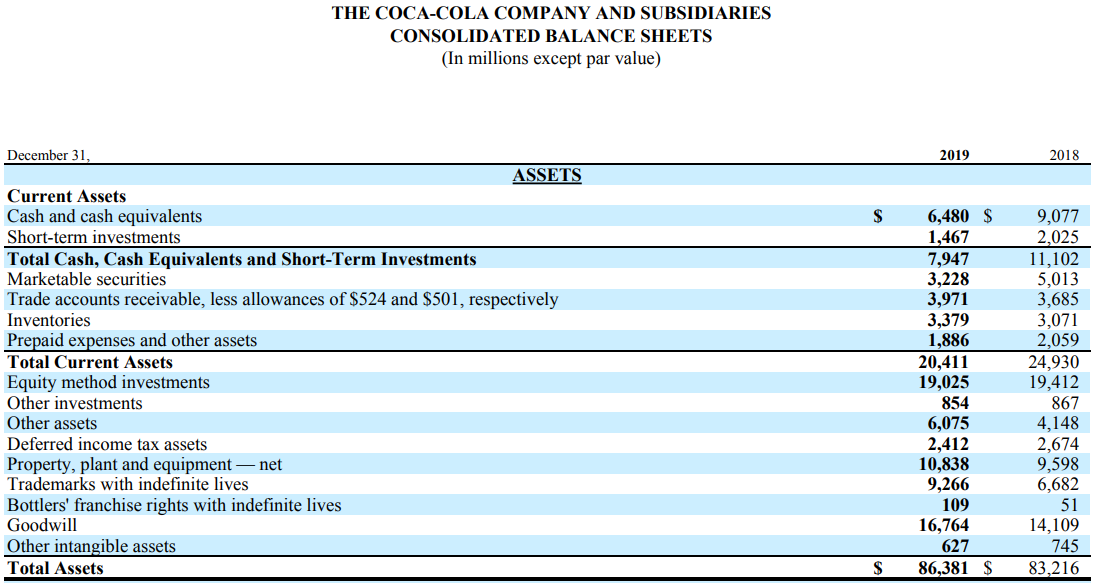 THE COCA-COLA COMPANY AND SUBSIDIARIES
CONSOLIDATED BALANCE SHEETS
(In millions except par value)
December 31, 2019 2018
ASSETS
Current Assets
Cash and cash equivalents $ 6,480 $ 9,077
Short-term investments 1,467 2,025
Total Cash, Cash Equivalents and Short-Term Investments 7,947 11,102
Marketable securities 3,228 5,013
Trade accounts receivable, less allowances of $524 and $501, respectively 3,971 3,685
Inventories 3,379 3,071
Prepaid expenses and other assets 1,886 2,059
Total Current Assets 20,411 24,930
Equity method investments 19,025 19,412
Other investments 854 867
Other assets 6,075 4,148
Deferred income tax assets 2,412 2,674
Property, plant and equipment — net 10,838 9,598
Trademarks with indefinite lives 9,266 6,682
Bottlers' franchise rights with indefinite lives 109 51
Goodwill 16,764 14,109
Other intangible assets 627 745
Total Assets $ 86,381 $ 83,216